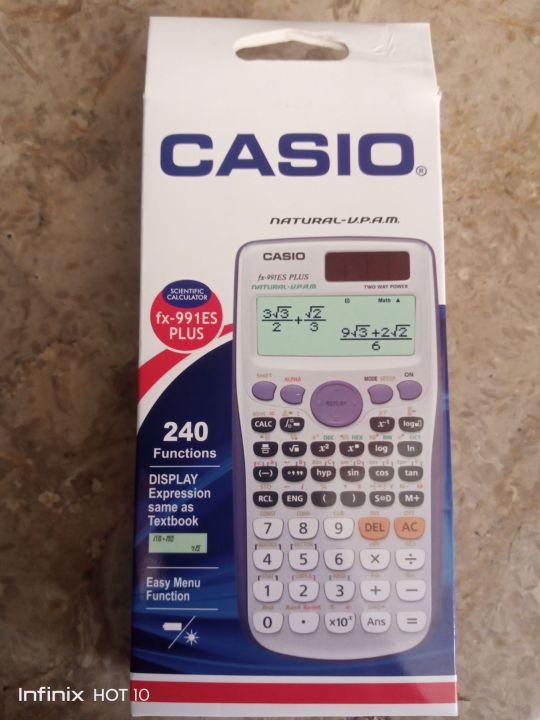 CASIO®
NATURAL-V.P.A.M.
CASIO
fx-991ES PLUS
NATURAL-V.P.A.M.
TWO WAY POWER
D Math ▲
3√3/2 + √2/3
9√3+2√2/6
SCIENTIFIC
CALCULATOR
fx-991ES
PLUS
SHIFT ALPHA MODE SETUP ON
REPLAY
CALC x⁻¹
√ x² log ln
(−) hyp sin cos tan
RCL ENG ( ) S⇔D M+
7 8 9 DEL AC
4 5 6 × ÷
1 2 3 + −
0 • ×10ˣ Ans =
240
Functions
DISPLAY
Expression
same as
Textbook
Easy Menu
Function
Infinix HOT 10